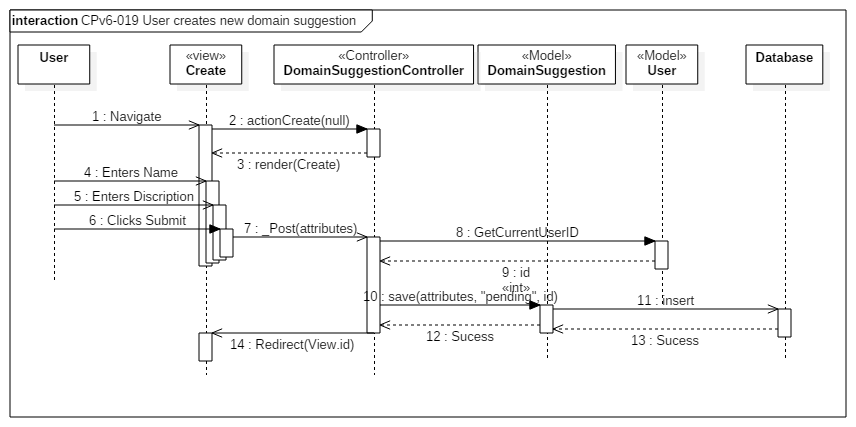 interaction CPv6-019 User creates new domain suggestion
User
«view»
Create
«Controller»
DomainSuggestionController
«Model»
DomainSuggestion
«Model»
User
Database
1 : Navigate
2 : actionCreate(null)
3 : render(Create)
4 : Enters Name
5 : Enters Discription
6 : Clicks Submit
7 : _Post(attributes)
8 : GetCurrentUserID
9 : id
«int»
10 : save(attributes, "pending", id)
11 : insert
12 : Sucess
13 : Sucess
14 : Redirect(View.id)